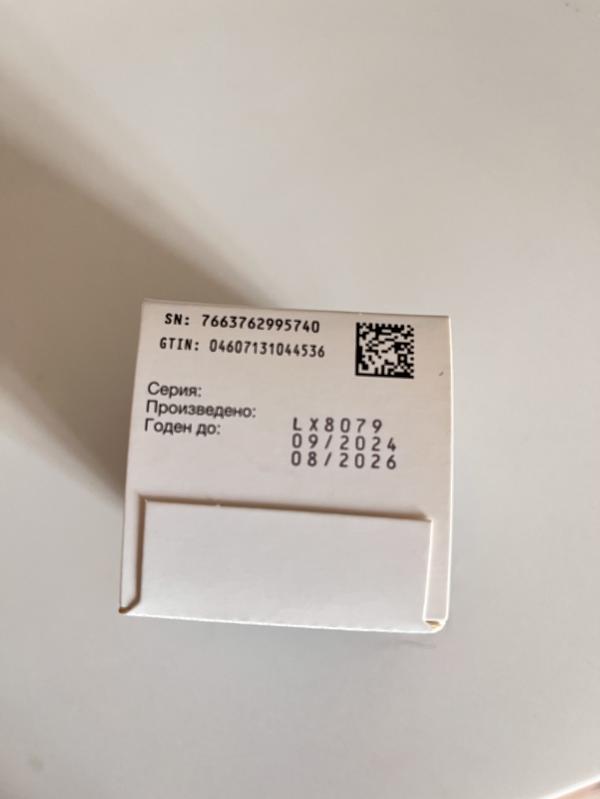 SN: 7663762995740
GTIN: 04607131044536
Серия: LX8079
Произведено: 09/2024
Годен до: 08/2026